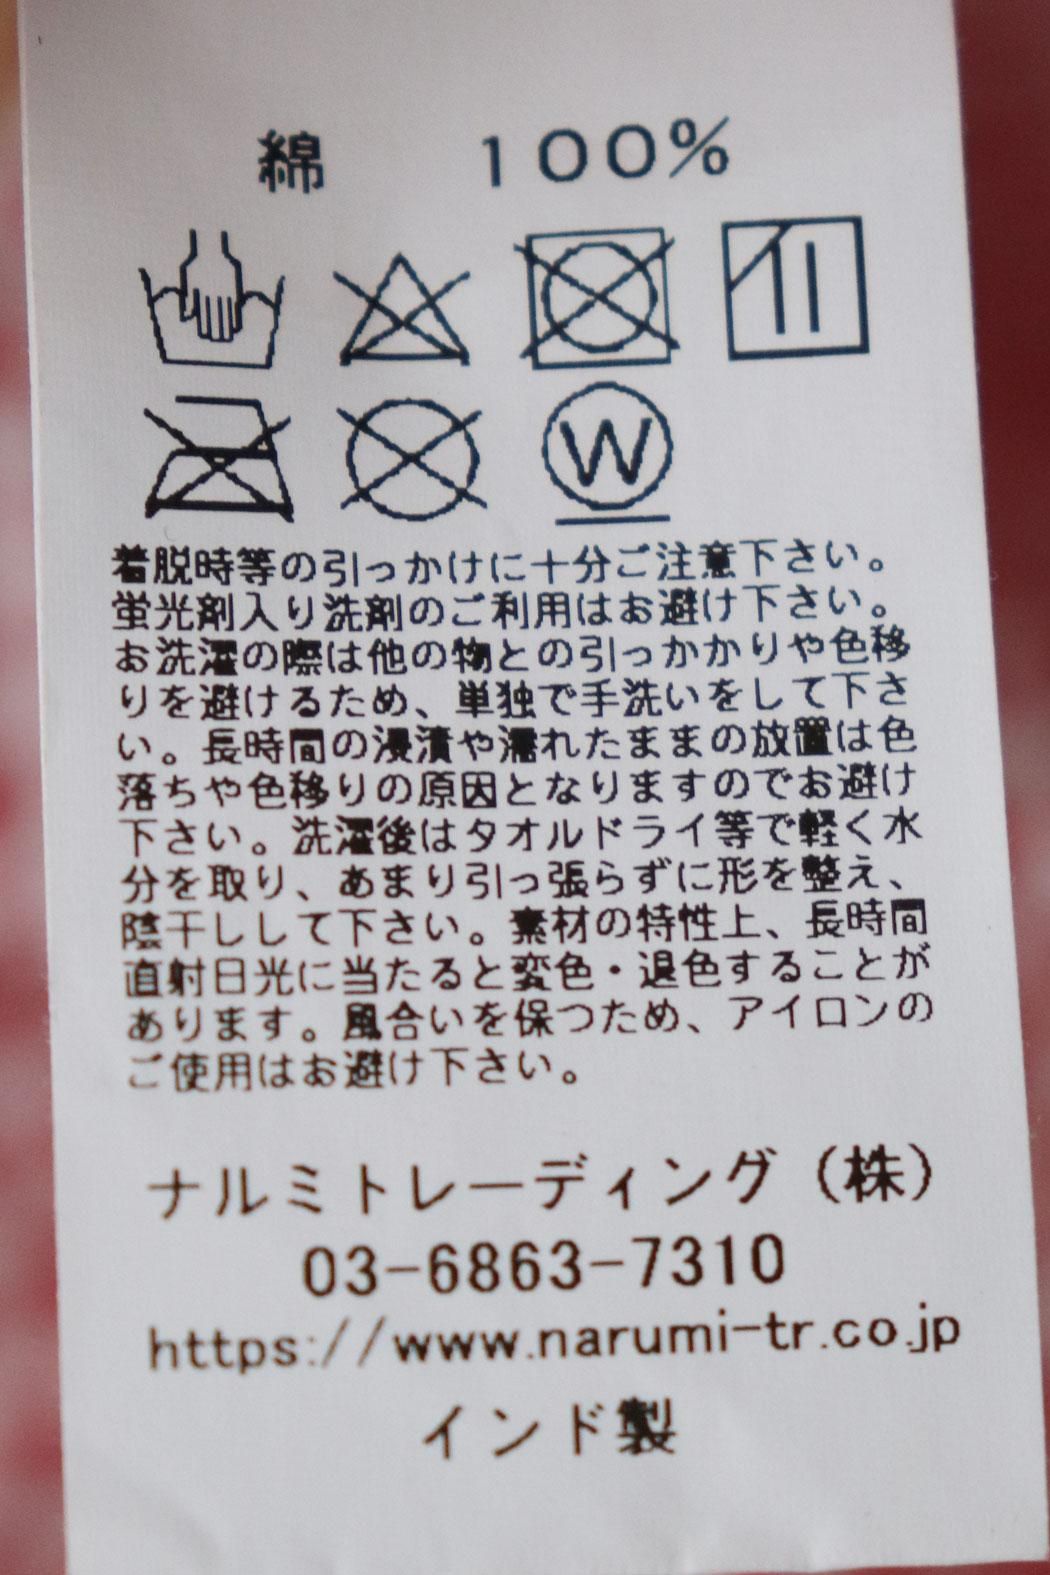 綿 100%
W
着脱時等の引っかけに十分ご注意下さい。
蛍光剤入り洗剤のご利用はお避け下さい。
お洗濯の際は他の物との引っかかりや色移
りを避けるため、単独で手洗いをして下さ
い。長時間の浸漬や濡れたままの放置は色
落ちや色移りの原因となりますのでお避け
下さい。洗濯後はタオルドライ等で軽く水
分を取り、あまり引っ張らずに形を整え、
陰干しして下さい。素材の特性上、長時間
直射日光に当たると変色・退色することが
あります。風合いを保つため、アイロンの
ご使用はお避け下さい。
ナルミトレーディング（株）
03-6863-7310
https://www.narumi-tr.co.jp
インド製